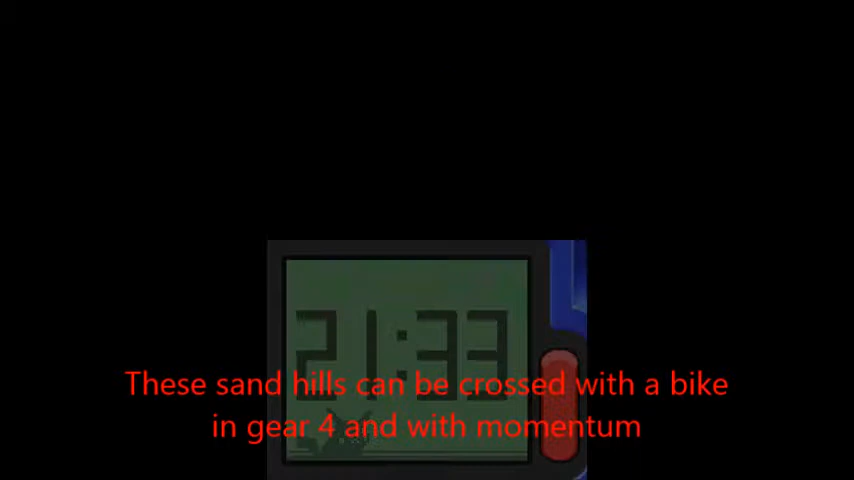 21:33
These sand hills can be crossed with a bike
in gear 4 and with momentum